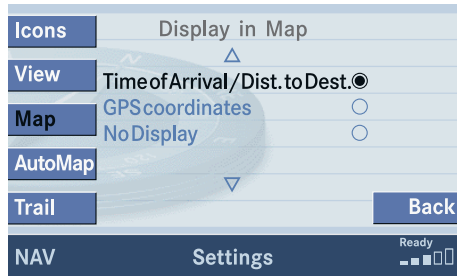 Icons
Display in Map
View
Time of Arrival/Dist. to Dest.
Map
GPS coordinates
No Display
AutoMap
Trail
Back
NAV
Settings
Ready